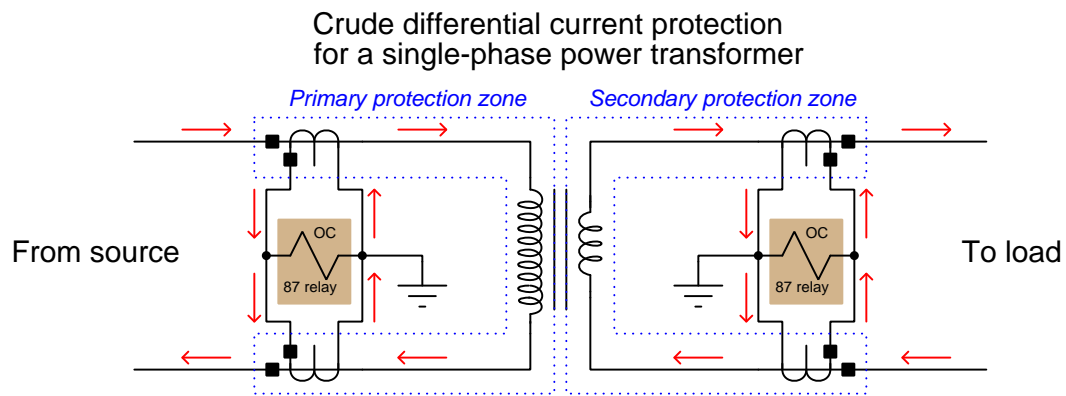 Crude differential current protection
for a single-phase power transformer
Primary protection zone
Secondary protection zone
From source
OC
87 relay
OC
87 relay
To load